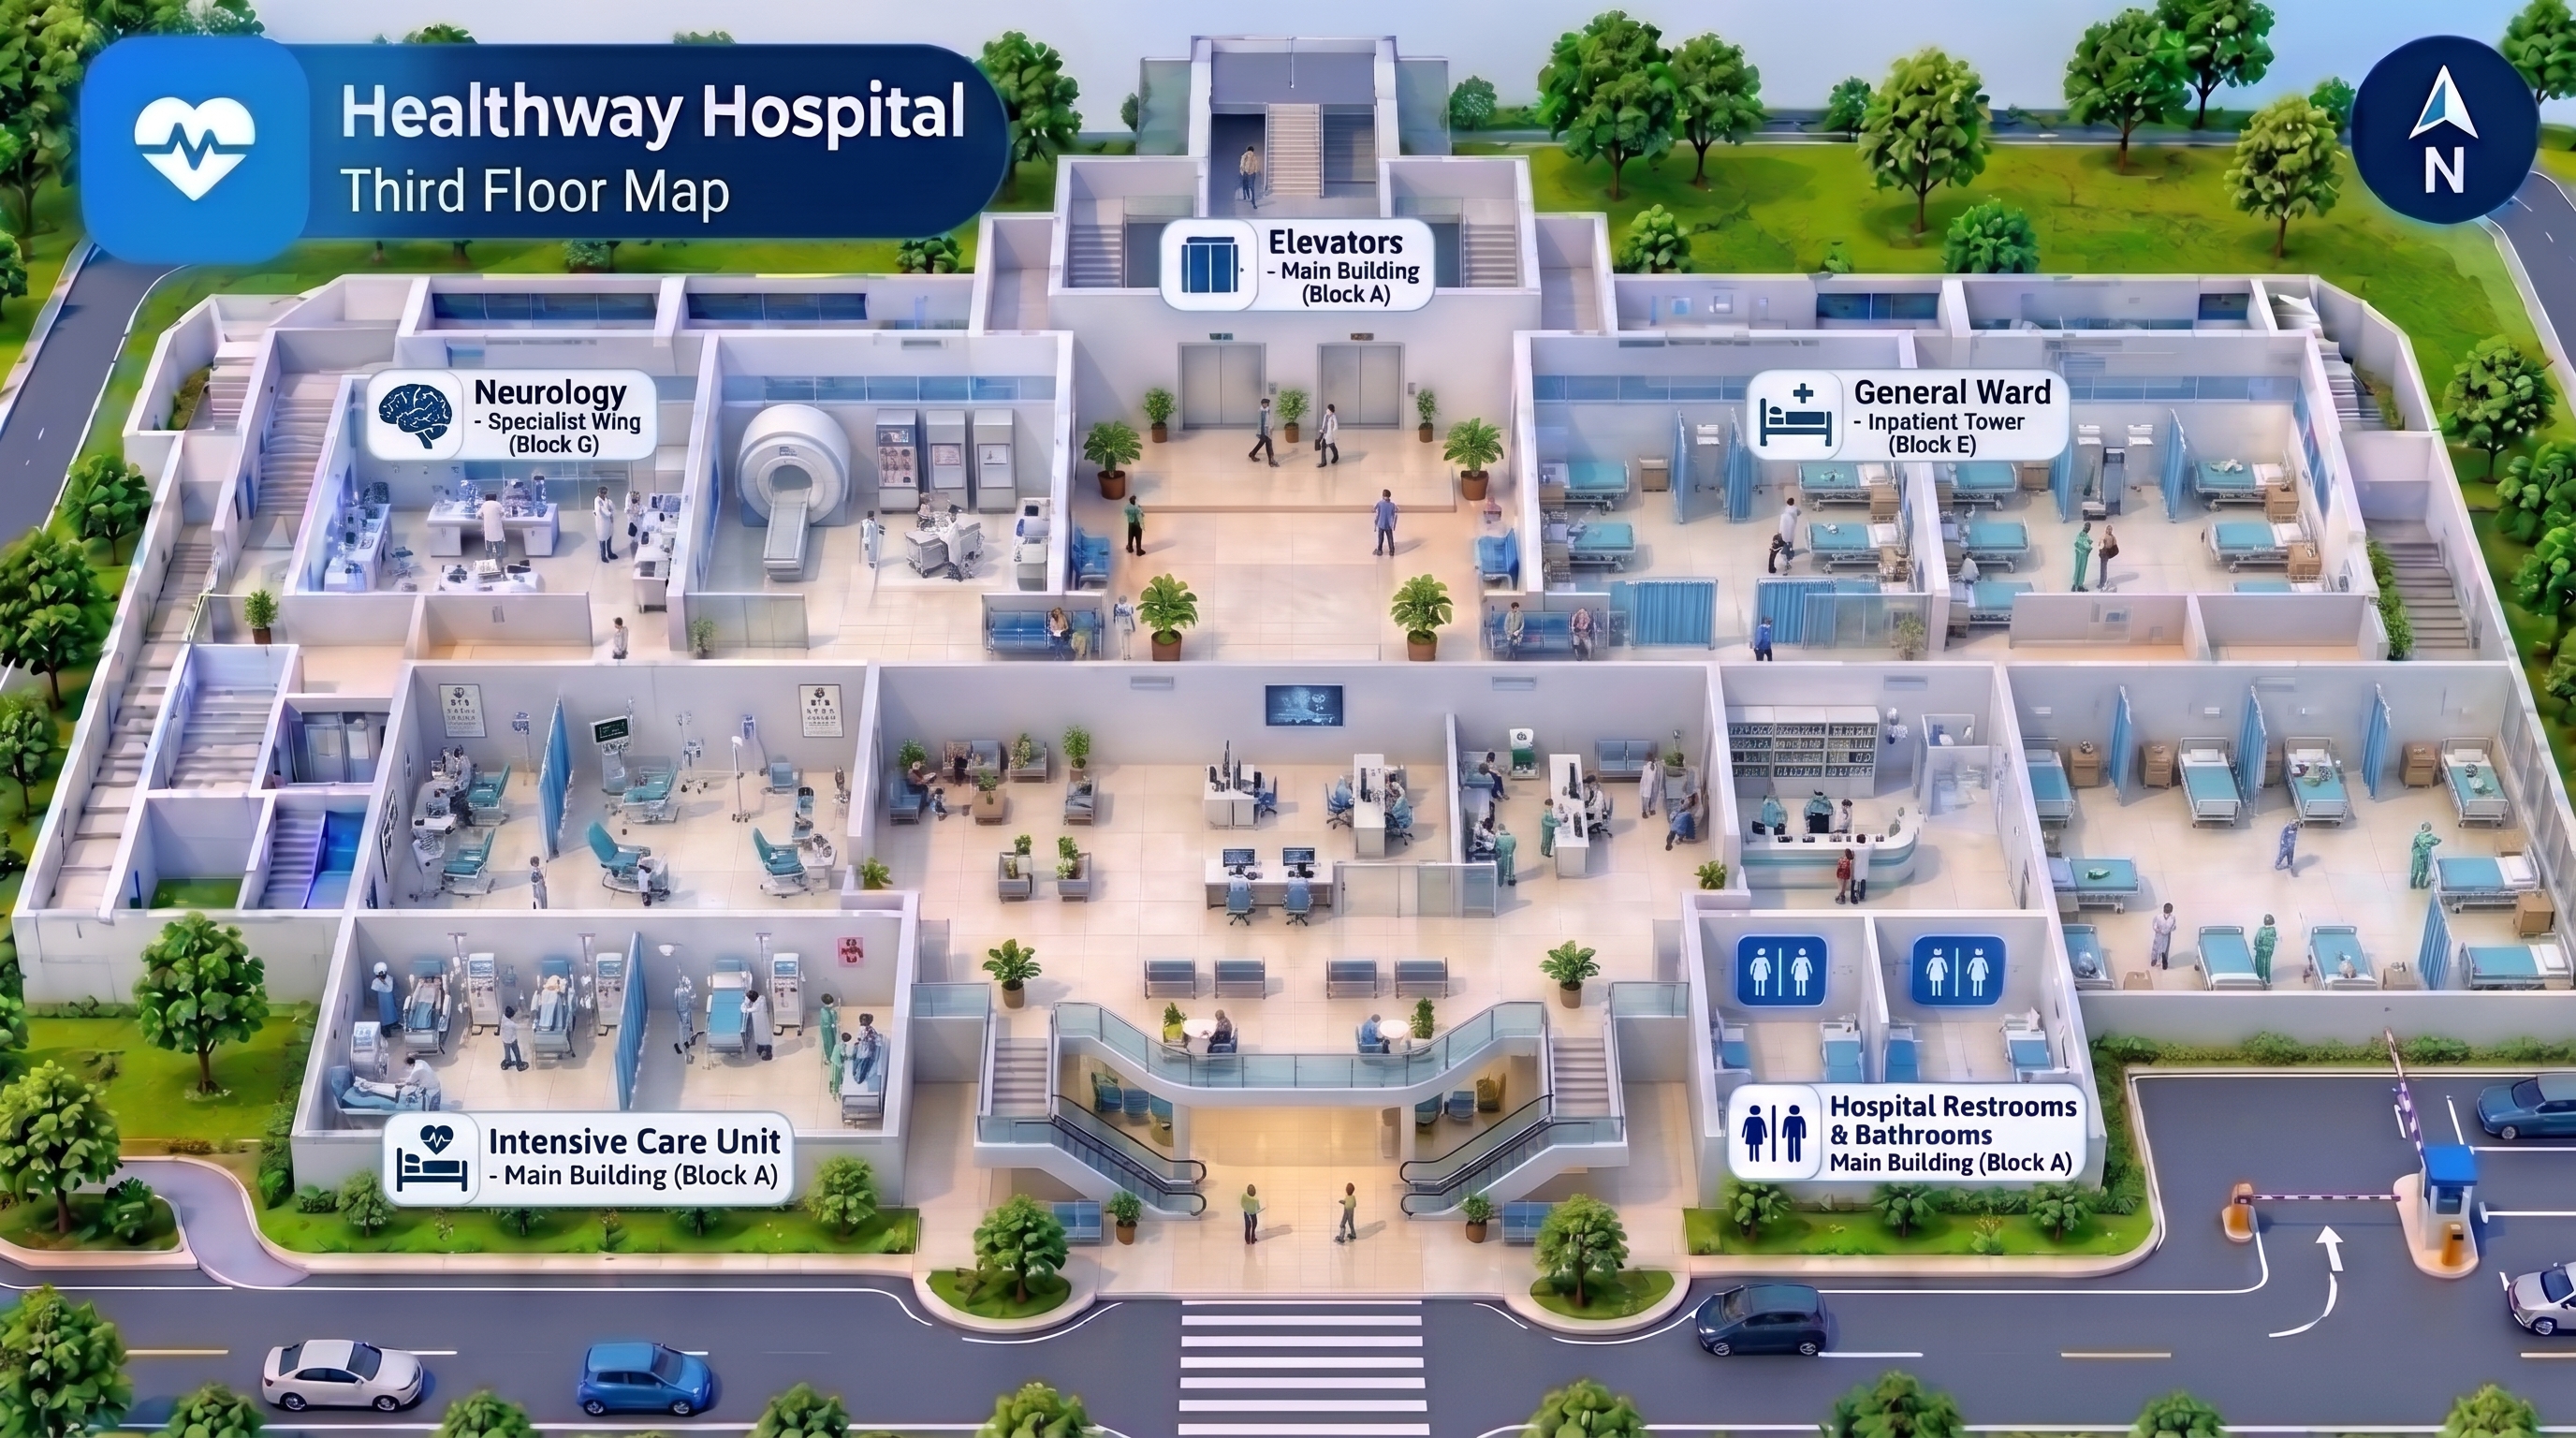 Healthway Hospital
Third Floor Map
N
Elevators
- Main Building
(Block A)
Neurology
- Specialist Wing
(Block G)
General Ward
- Inpatient Tower
(Block E)
Intensive Care Unit
- Main Building (Block A)
Hospital Restrooms
& Bathrooms
Main Building (Block A)